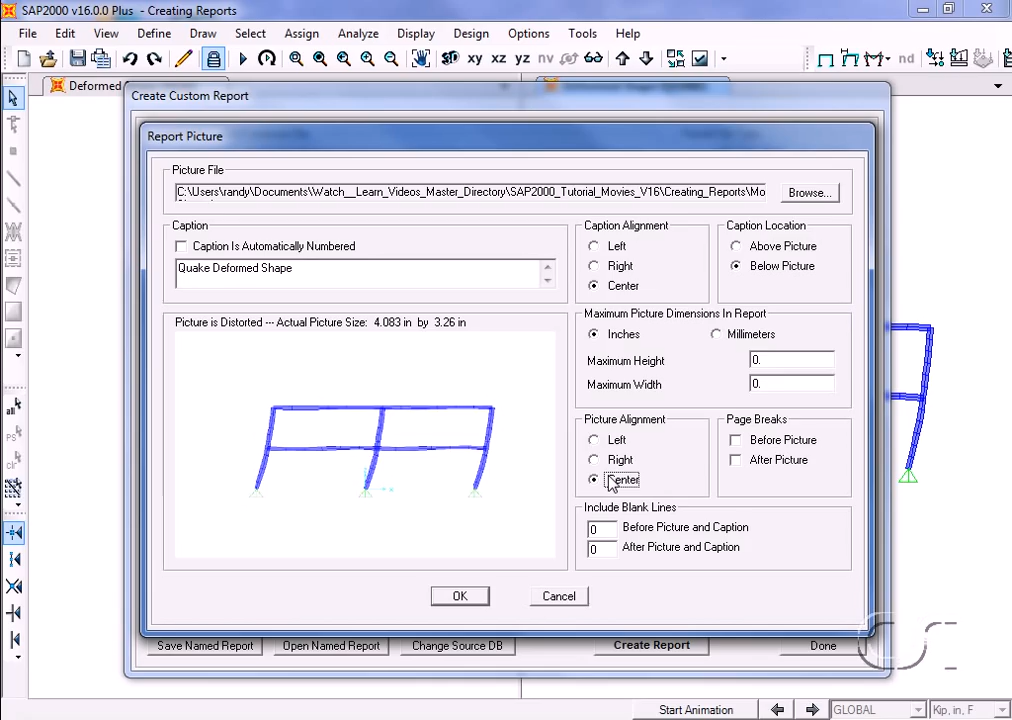 SAP2000 v16.0.0 Plus - Creating Reports
File Edit View Define Draw Select Assign Analyze Display Design Options Tools Help
3D xy xz yz nv nd
Deformed
Create Custom Report
Report Picture
Picture File
C:\Users\randy\Documents\Watch__Learn_Videos_Master_Directory\SAP2000_Tutorial_Movies_V16\Creating_Reports\Mo
Browse...
Caption
Caption Is Automatically Numbered
Quake Deformed Shape
Caption Alignment
Left
Right
Center
Caption Location
Above Picture
Below Picture
Picture is Distorted --- Actual Picture Size: 4.083 in by 3.26 in
Maximum Picture Dimensions In Report
Inches Millimeters
Maximum Height 0.
Maximum Width 0.
Picture Alignment
Left
Right
Center
Page Breaks
Before Picture
After Picture
Include Blank Lines
0 Before Picture and Caption
0 After Picture and Caption
OK Cancel
Save Named Report Open Named Report Change Source DB Create Report Done
all
PS
clr
Start Animation GLOBAL Kip, in, F